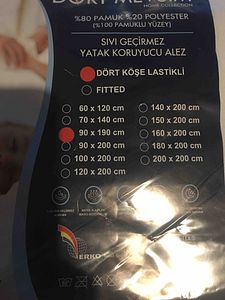 HOME COLLECTION
%80 PAMUK %20 POLYESTER
(%100 PAMUKLU YÜZEY)
SIVI GEÇİRMEZ
YATAK KORUYUCU ALEZ
DÖRT KÖŞE LASTİKLİ
FITTED
60 x 120 cm
70 x 140 cm
90 x 190 cm
90 x 200 cm
100 x 200 cm
120 x 200 cm
140 x 200 cm
150 x 200 cm
160 x 200 cm
180 x 200 cm
200 x 200 cm
ERKO